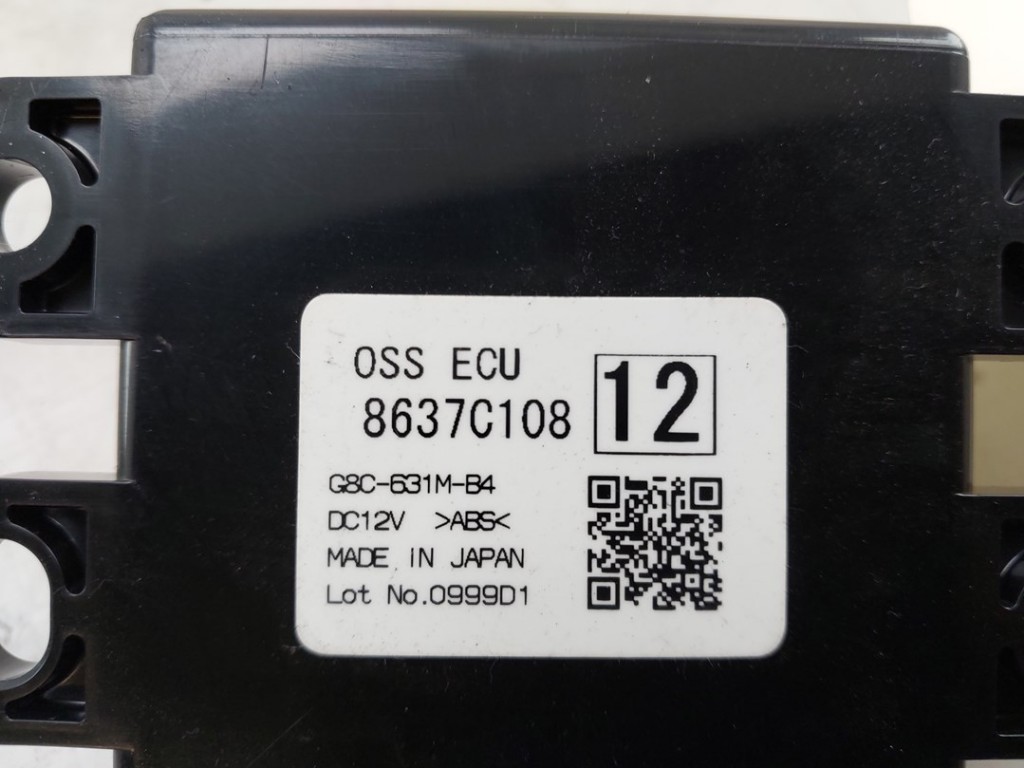 OSS ECU
8637C108
12
G8C-631M-B4
DC12V >ABS<
MADE IN JAPAN
Lot No.0999D1